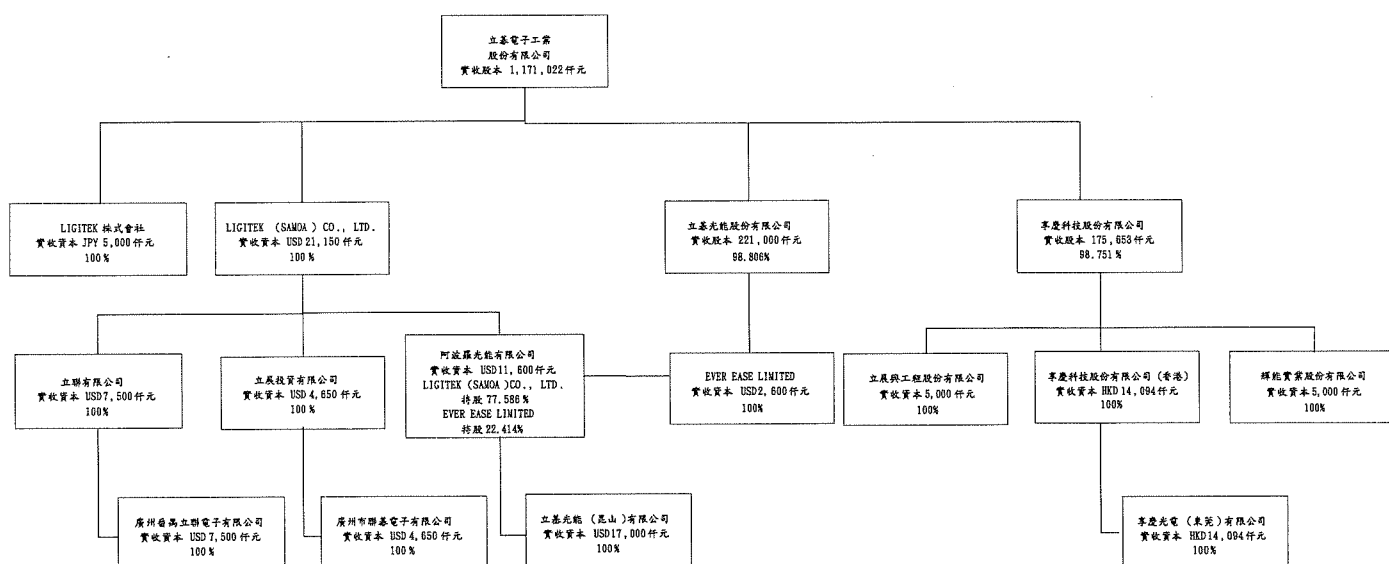 立碁電子工業
股份有限公司
實收股本 1,171,022仟元
LIGITEK 株式會社
實收資本 JPY 5,000仟元
100%
LIGITEK (SAMOA) CO., LTD.
實收資本 USD 21,150仟元
100%
立碁光能股份有限公司
實收股本 221,000仟元
98.806%
享慶科技股份有限公司
實收股本 175,653仟元
98.751%
立聯有限公司
實收資本 USD7,500仟元
100%
立展投資有限公司
實收資本 USD 4,650仟元
100%
阿波羅光能有限公司
實收資本 USD11,600仟元
LIGITEK (SAMOA)CO., LTD.
持股 77.586%
EVER EASE LIMITED
持股 22.414%
EVER EASE LIMITED
實收資本 USD2,600仟元
100%
立展興工程股份有限公司
實收資本 5,000仟元
100%
享慶科技股份有限公司(香港)
實收資本 HKD 14,094仟元
100%
輝能實業股份有限公司
實收資本5,000仟元
100%
廣州番禺立聯電子有限公司
實收資本 USD 7,500仟元
100%
廣州市聯碁電子有限公司
實收資本 USD 4,650仟元
100%
立碁光能(昆山)有限公司
實收資本 USD17,000仟元
100%
享慶光電(東莞)有限公司
實收資本 HKD 14,094仟元
100%